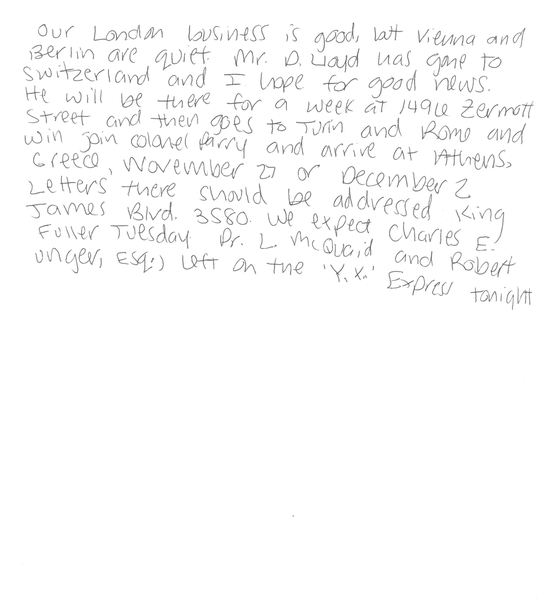 Our London business is good, but Vienna and
Berlin are quiet. Mr. D. Lloyd has gone to
Switzerland and I hope for good news.
He will be there for a week at 1496 Zermott
Street and then goes to Turin and Rome and
will join colonel Parry and arrive at Athens,
Greece, November 27 or December 2
Letters there should be addressed King
James Blvd. 3580. We expect Charles E.
Fuller Tuesday. Dr. L. McQuaid and Robert
Unger, Esq., left on the 'Y.X.' Express tonight